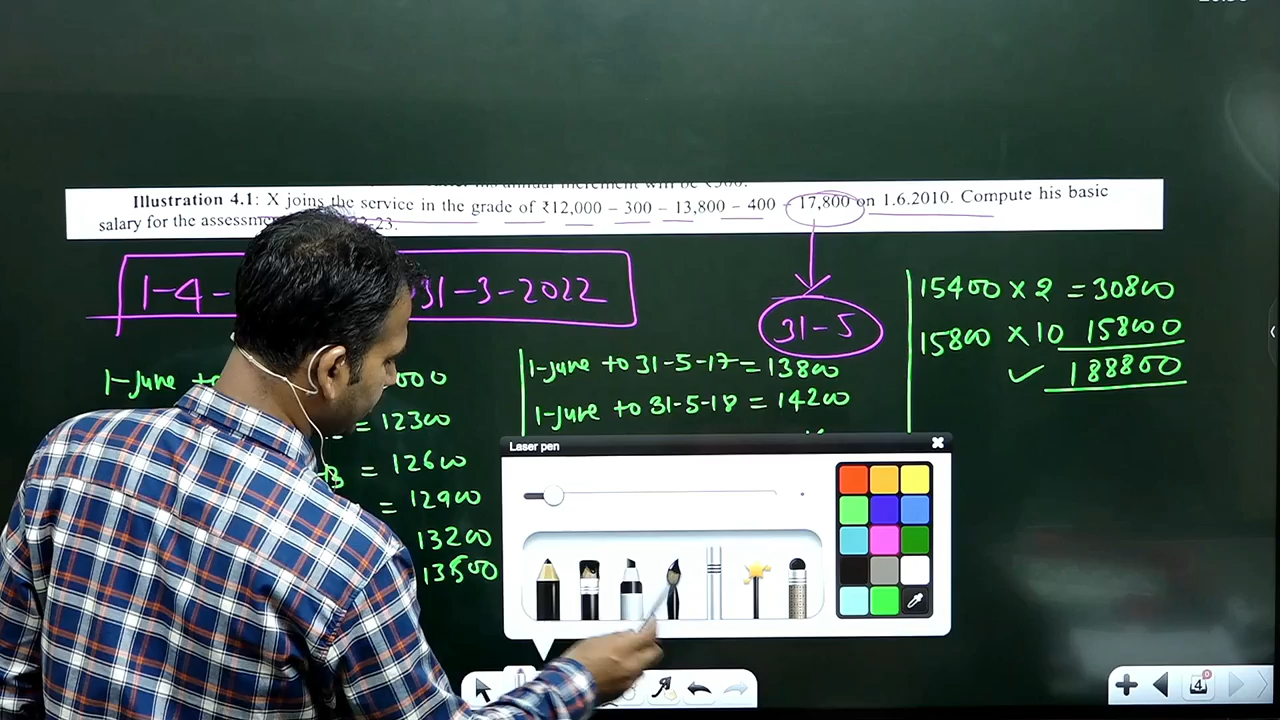 Illustration 4.1: X joins the service in the grade of ₹12,000 – 300 – 13,800 – 400 – 17,800 on 1.6.2010. Compute his basic
salary for the 23.
1-4- 31-3-2022
31-5
15400 × 2 = 30800
15800 × 10 158000
✓ 188800
1-June to
= 12300
= 12600
= 12900
13200
13500
1-June to 31-5-17 = 13800
1-June to 31-5-18 = 14200
Laser pen
4